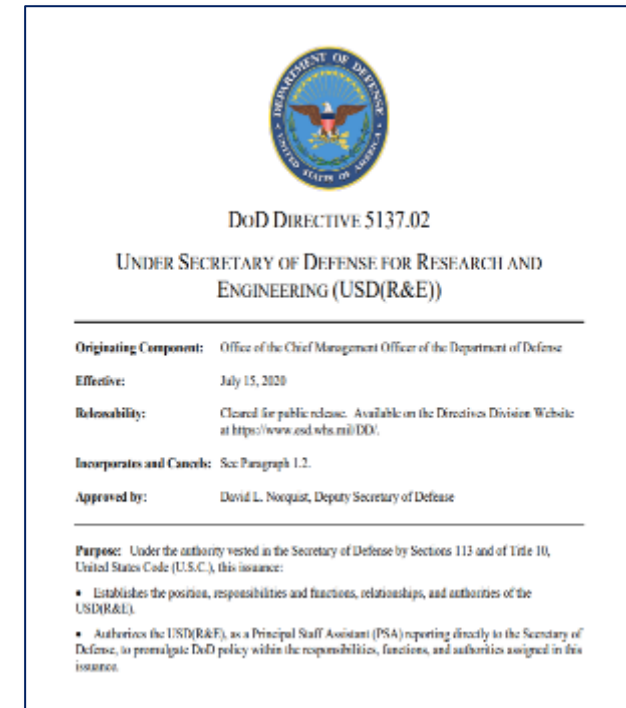 DEPARTMENT OF DEFENSE
UNITED STATES OF AMERICA
DOD DIRECTIVE 5137.02
UNDER SECRETARY OF DEFENSE FOR RESEARCH AND
ENGINEERING (USD(R&E))
Originating Component: Office of the Chief Management Officer of the Department of Defense
Effective: July 15, 2020
Releasability: Cleared for public release. Available on the Directives Division Website
at https://www.esd.whs.mil/DD/.
Incorporates and Cancels: See Paragraph 1.2.
Approved by: David L. Norquist, Deputy Secretary of Defense
Purpose: Under the authority vested in the Secretary of Defense by Sections 113 and of Title 10,
United States Code (U.S.C.), this issuance:
• Establishes the position, responsibilities and functions, relationships, and authorities of the
USD(R&E).
• Authorizes the USD(R&E), as a Principal Staff Assistant (PSA) reporting directly to the Secretary of
Defense, to promulgate DoD policy within the responsibilities, functions, and authorities assigned in this
issuance.